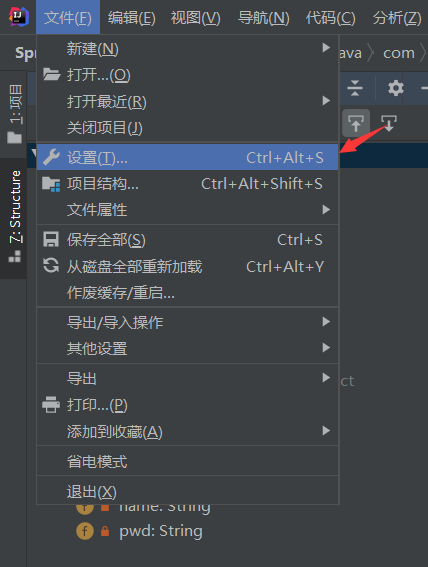 文件(F) 编辑(E) 视图(V) 导航(N) 代码(C) 分析(Z)
Spr
java
com
1: 项目
7: Structure
新建(N)
打开...(O)
打开最近(R)
关闭项目(J)
设置(T)... Ctrl+Alt+S
项目结构... Ctrl+Alt+Shift+S
文件属性
保存全部(S) Ctrl+S
从磁盘全部重新加载 Ctrl+Alt+Y
作废缓存/重启...
导出/导入操作
其他设置
导出
ct
打印...(P)
添加到收藏(A)
省电模式
退出(X)
name: String
pwd: String